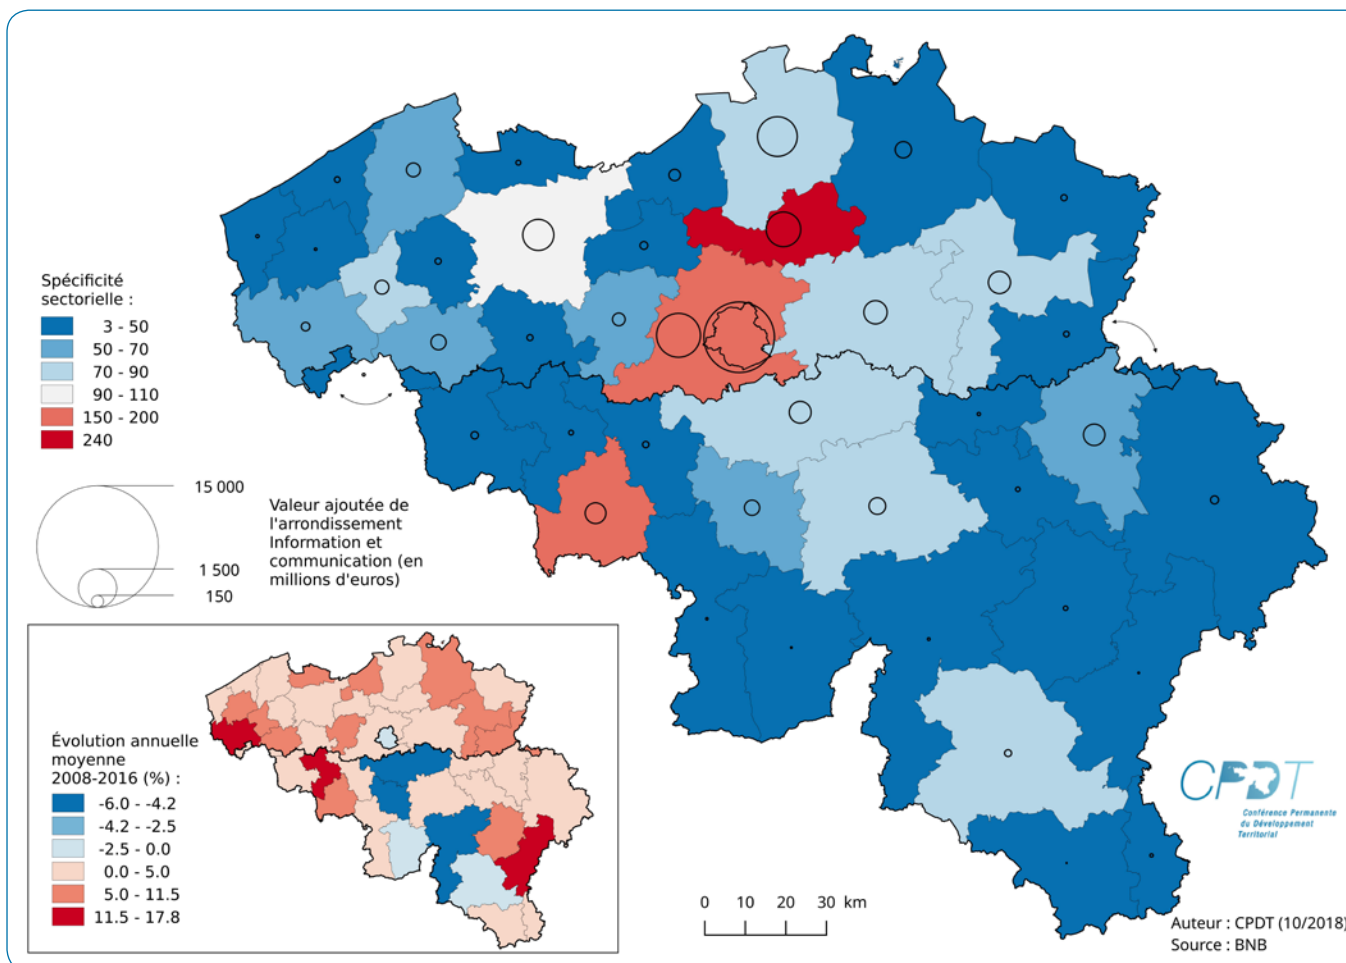 Spécificité
sectorielle :
3 - 50
50 - 70
70 - 90
90 - 110
150 - 200
240
15 000
1 500
150
Valeur ajoutée de
l'arrondissement
Information et
communication (en
millions d'euros)
Évolution annuelle
moyenne
2008-2016 (%) :
-6.0 - -4.2
-4.2 - -2.5
-2.5 - 0.0
0.0 - 5.0
5.0 - 11.5
11.5 - 17.8
0 10 20 30 km
CPDT
Conférence Permanente
du Développement
Territorial
Auteur : CPDT (10/2018)
Source : BNB